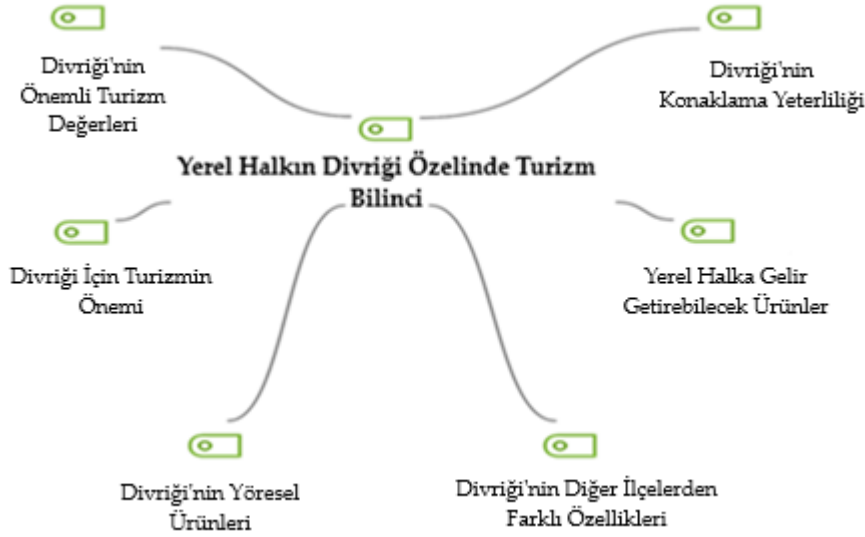 Divriği'nin
Önemli Turizm
Değerleri
Divriği'nin
Konaklama Yeterliliği
Yerel Halkın Divriği Özelinde Turizm
Bilinci
Divriği İçin Turizmin
Önemi
Yerel Halka Gelir
Getirebilecek Ürünler
Divriği'nin Yöresel
Ürünleri
Divriği'nin Diğer İlçelerden
Farklı Özellikleri